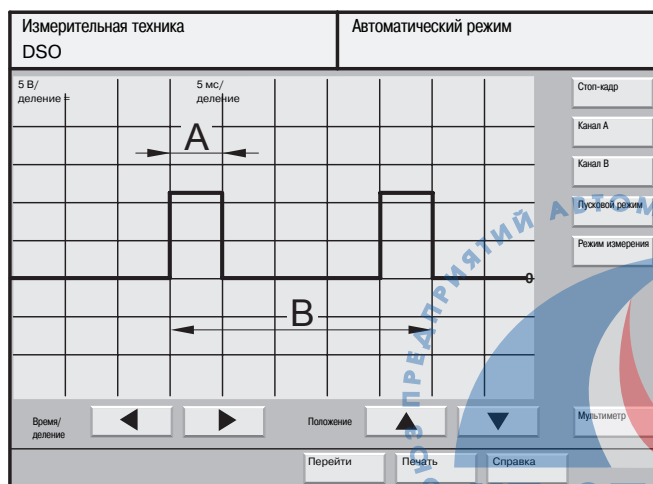 Измерительная техника
DSO
Автоматический режим
5 В/
деление =
5 мс/
деление
Стоп-кадр
Канал A
Канал B
Пусковой режим
Режим измерения
A
B
0
Время/
деление
Положение
Мультиметр
Перейти
Печать
Справка